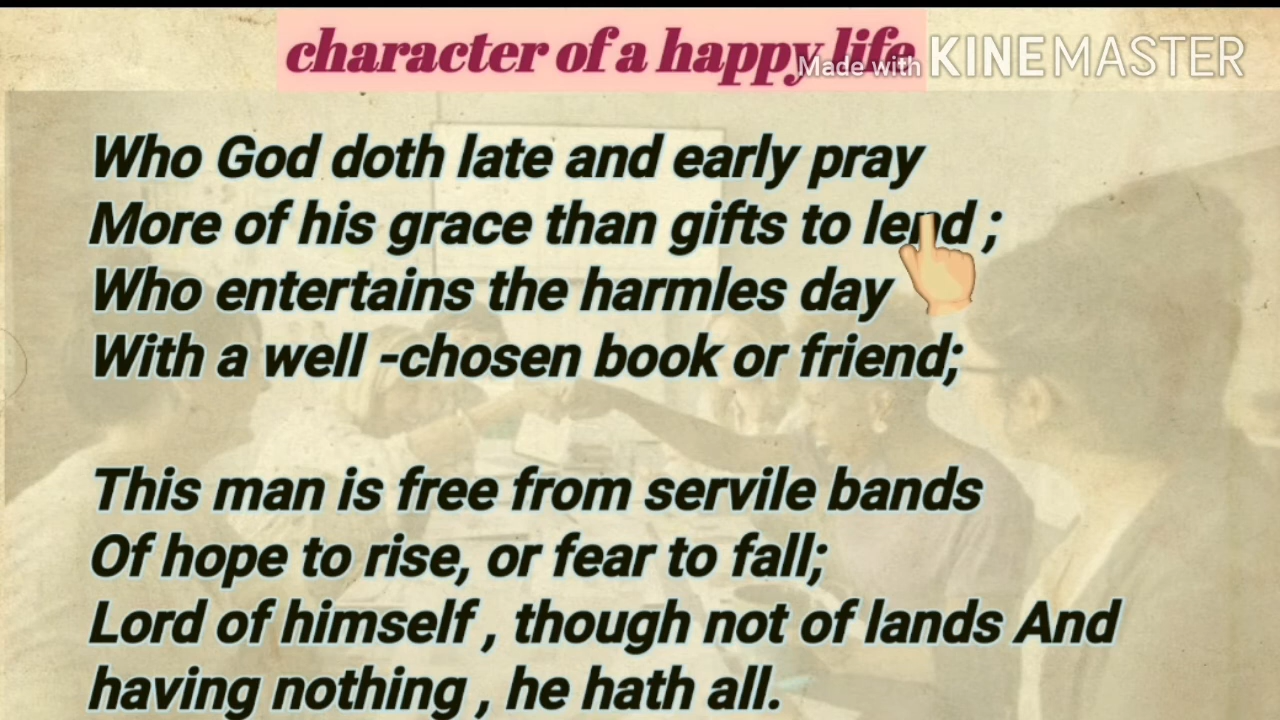 character of a happy life
Made with KINEMASTER
Who God doth late and early pray
More of his grace than gifts to lend ;
Who entertains the harmles day
With a well -chosen book or friend;
This man is free from servile bands
Of hope to rise, or fear to fall;
Lord of himself , though not of lands And
having nothing , he hath all.